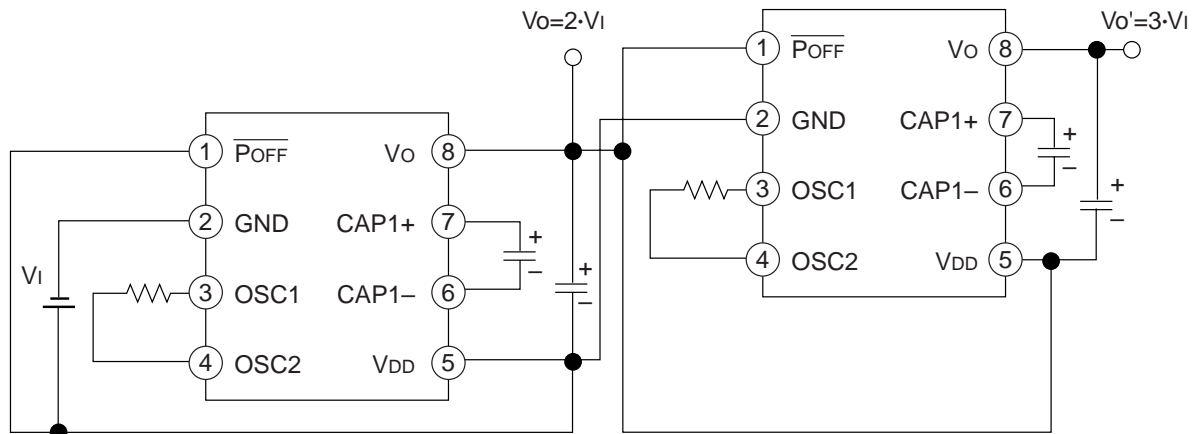 Vo=2·VI
1 POFF
2 GND
3 OSC1
4 OSC2
VO 8
CAP1+ 7
CAP1– 6
VDD 5
VI
+
–
+
–
Vo'=3·VI
1 POFF
2 GND
3 OSC1
4 OSC2
VO 8
CAP1+ 7
CAP1– 6
VDD 5
+
–
+
–